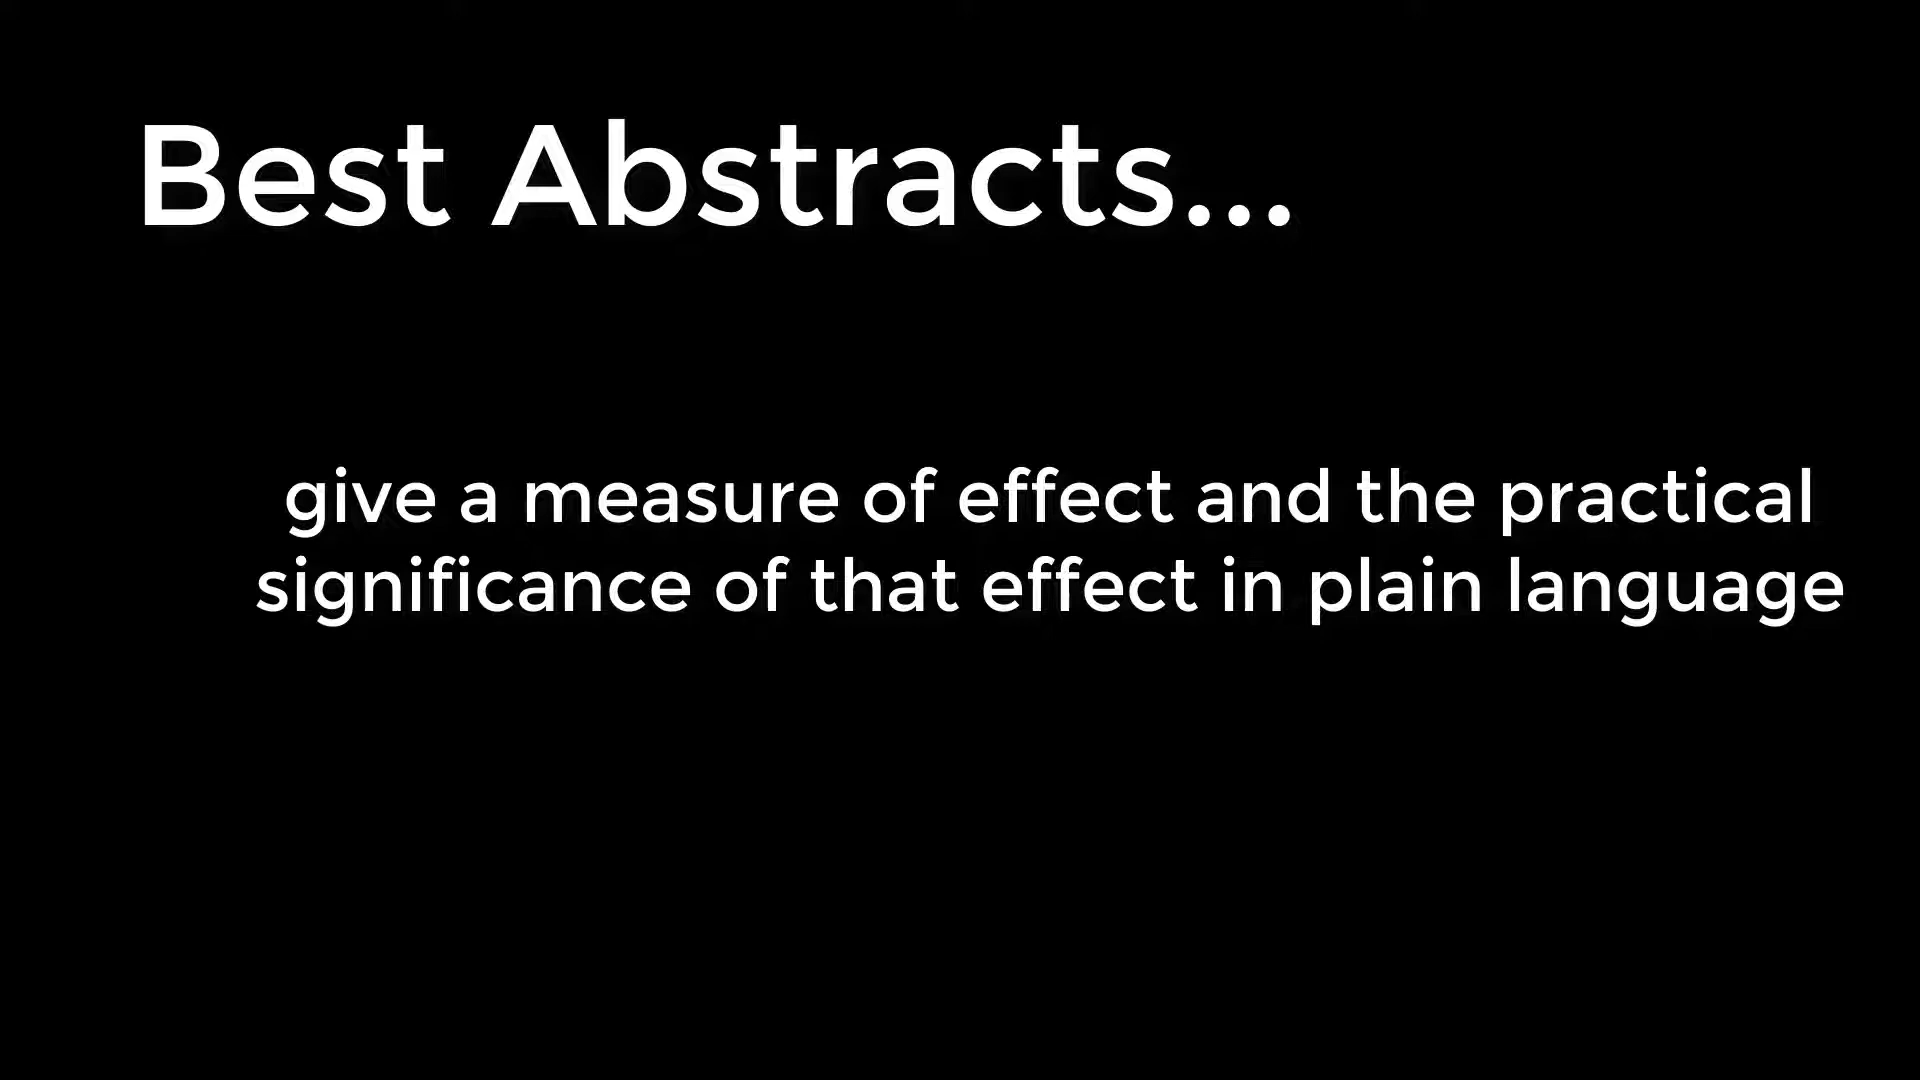 Best Abstracts...
give a measure of effect and the practical
significance of that effect in plain language